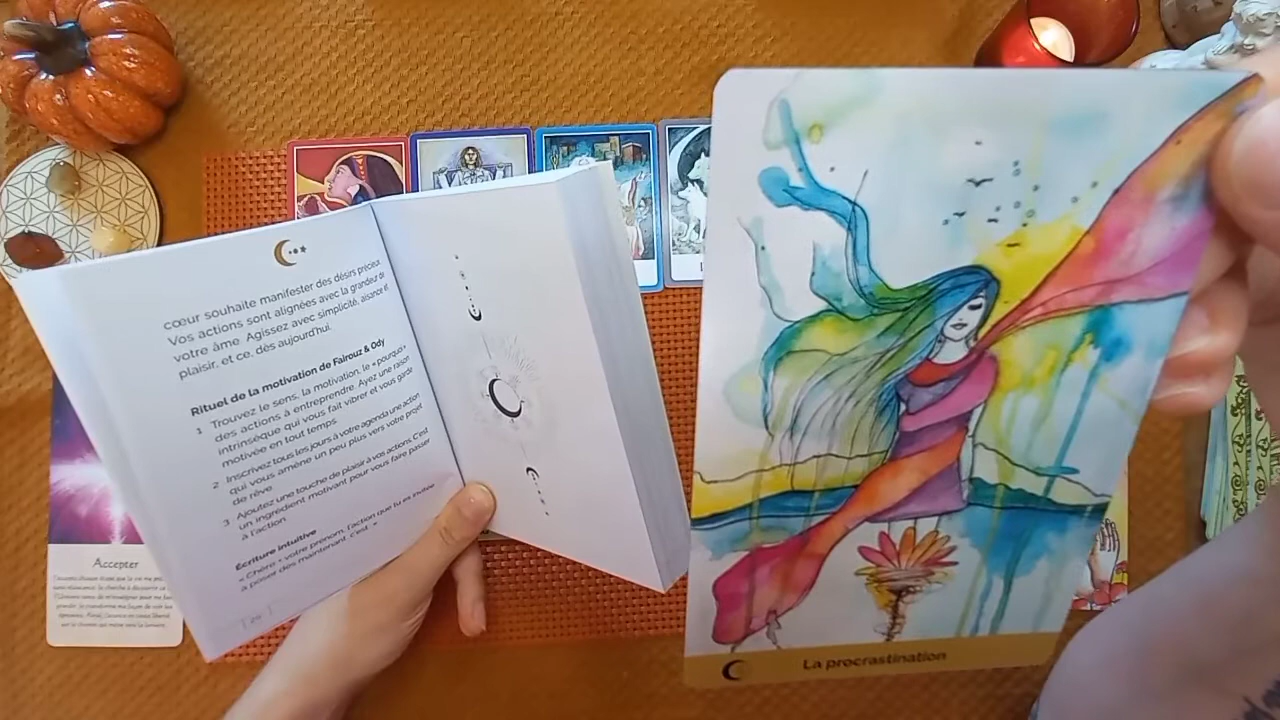 cœur souhaite manifester des désirs précieux.
Vos actions sont alignées avec la grandeur de
votre âme. Agissez avec simplicité, aisance et
plaisir, et ce, dès aujourd'hui.
Rituel de la motivation de Fairouz & Ody
1 Trouvez le sens, la motivation, le « pourquoi »
des actions à entreprendre. Ayez une raison
intrinsèque qui vous fait vibrer et vous garde
motivée en tout temps.
2 Inscrivez tous les jours à votre agenda une action
qui vous amène un peu plus vers votre projet
de rêve.
3 Ajoutez une touche de plaisir à vos actions. C'est
un ingrédient motivant pour vous faire passer
à l'action.
Écriture intuitive
« Chère » votre prénom, l'action que tu es invitée
à poser dès maintenant, c'est... »
La procrastination
Accepter